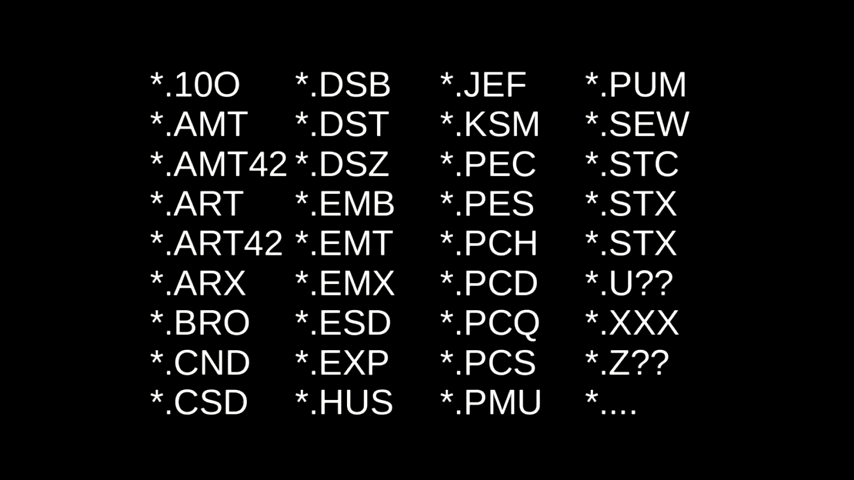 *.10O *.DSB *.JEF *.PUM
*.AMT *.DST *.KSM *.SEW
*.AMT42 *.DSZ *.PEC *.STC
*.ART *.EMB *.PES *.STX
*.ART42 *.EMT *.PCH *.STX
*.ARX *.EMX *.PCD *.U??
*.BRO *.ESD *.PCQ *.XXX
*.CND *.EXP *.PCS *.Z??
*.CSD *.HUS *.PMU *....